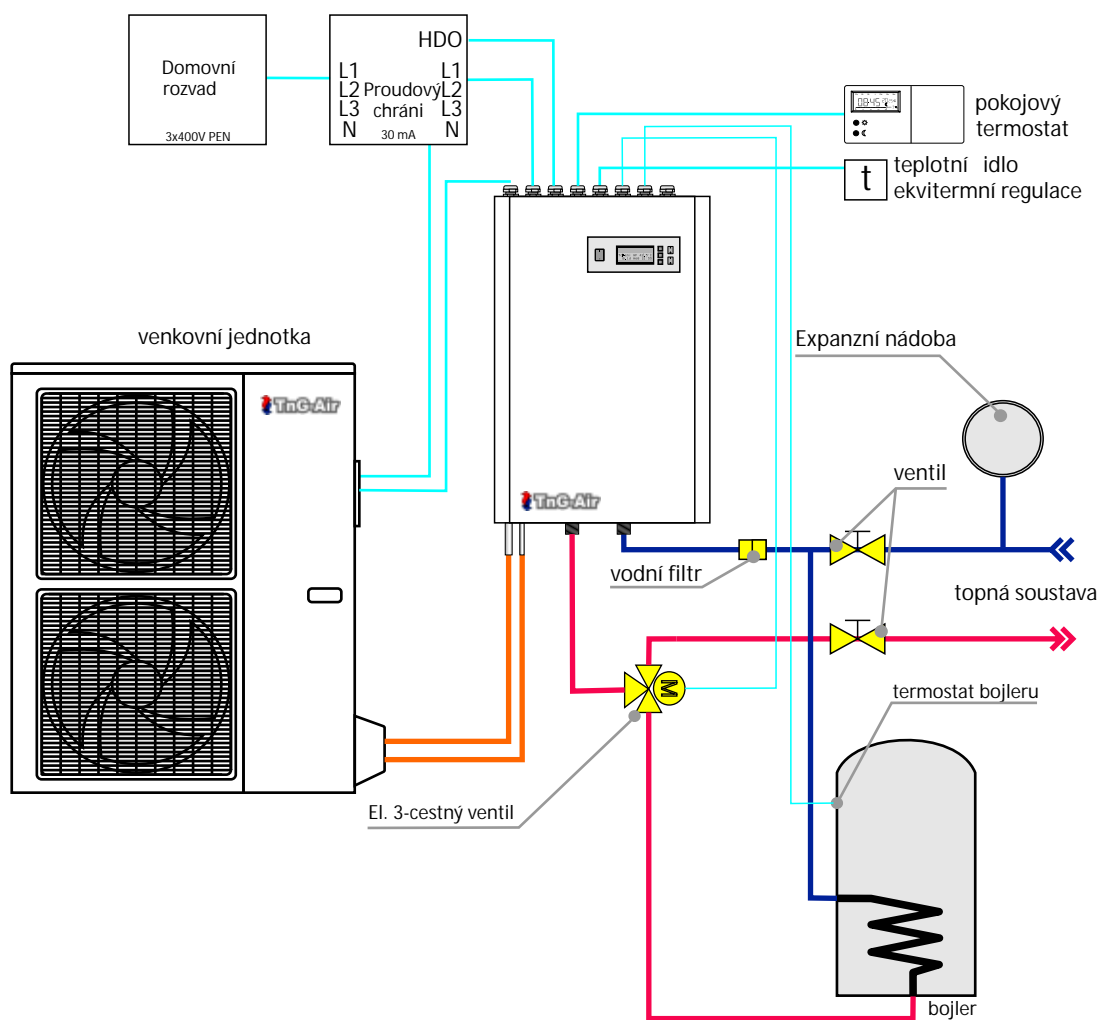 Domovní
rozvad
3x400V PEN
HDO
L1
L2
L3
N
Proudový
chráni
30 mA
L1
L2
L3
N
08:45
pokojový
termostat
t
teplotní idlo
ekvitermní regulace
venkovní jednotka
TnG-Air
TnG-Air
Expanzní nádoba
ventil
vodní filtr
topná soustava
M
termostat bojleru
El. 3-cestný ventil
bojler